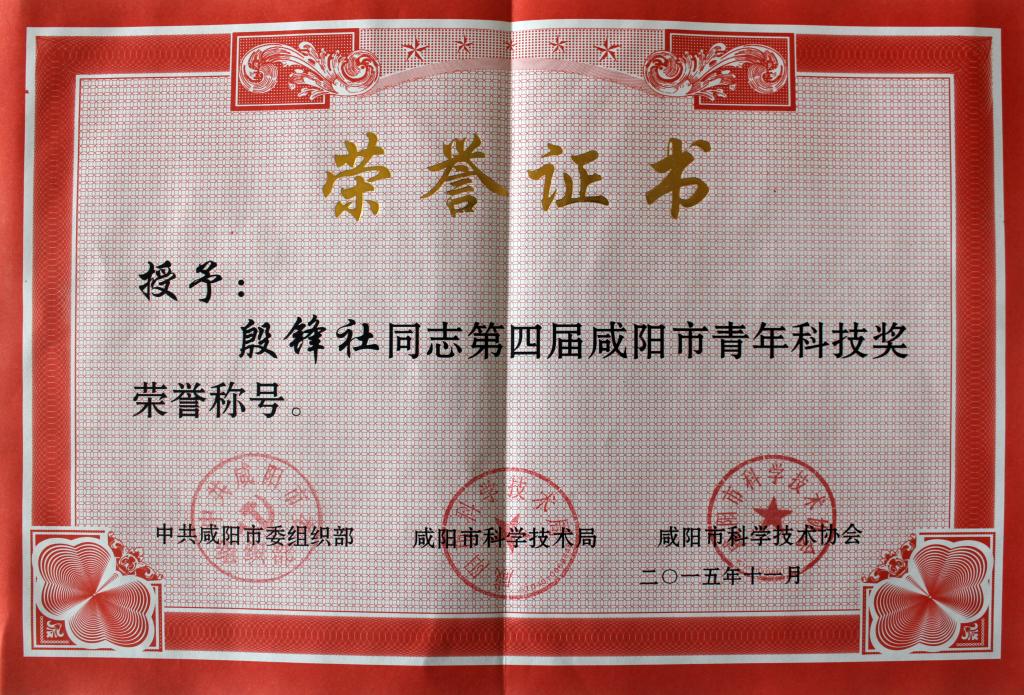 荣誉证书
授予：
殷锋社同志第四届咸阳市青年科技奖
荣誉称号。
中共咸阳市委组织部
咸阳市科学技术局
咸阳市科学技术协会
二〇一五年十一月